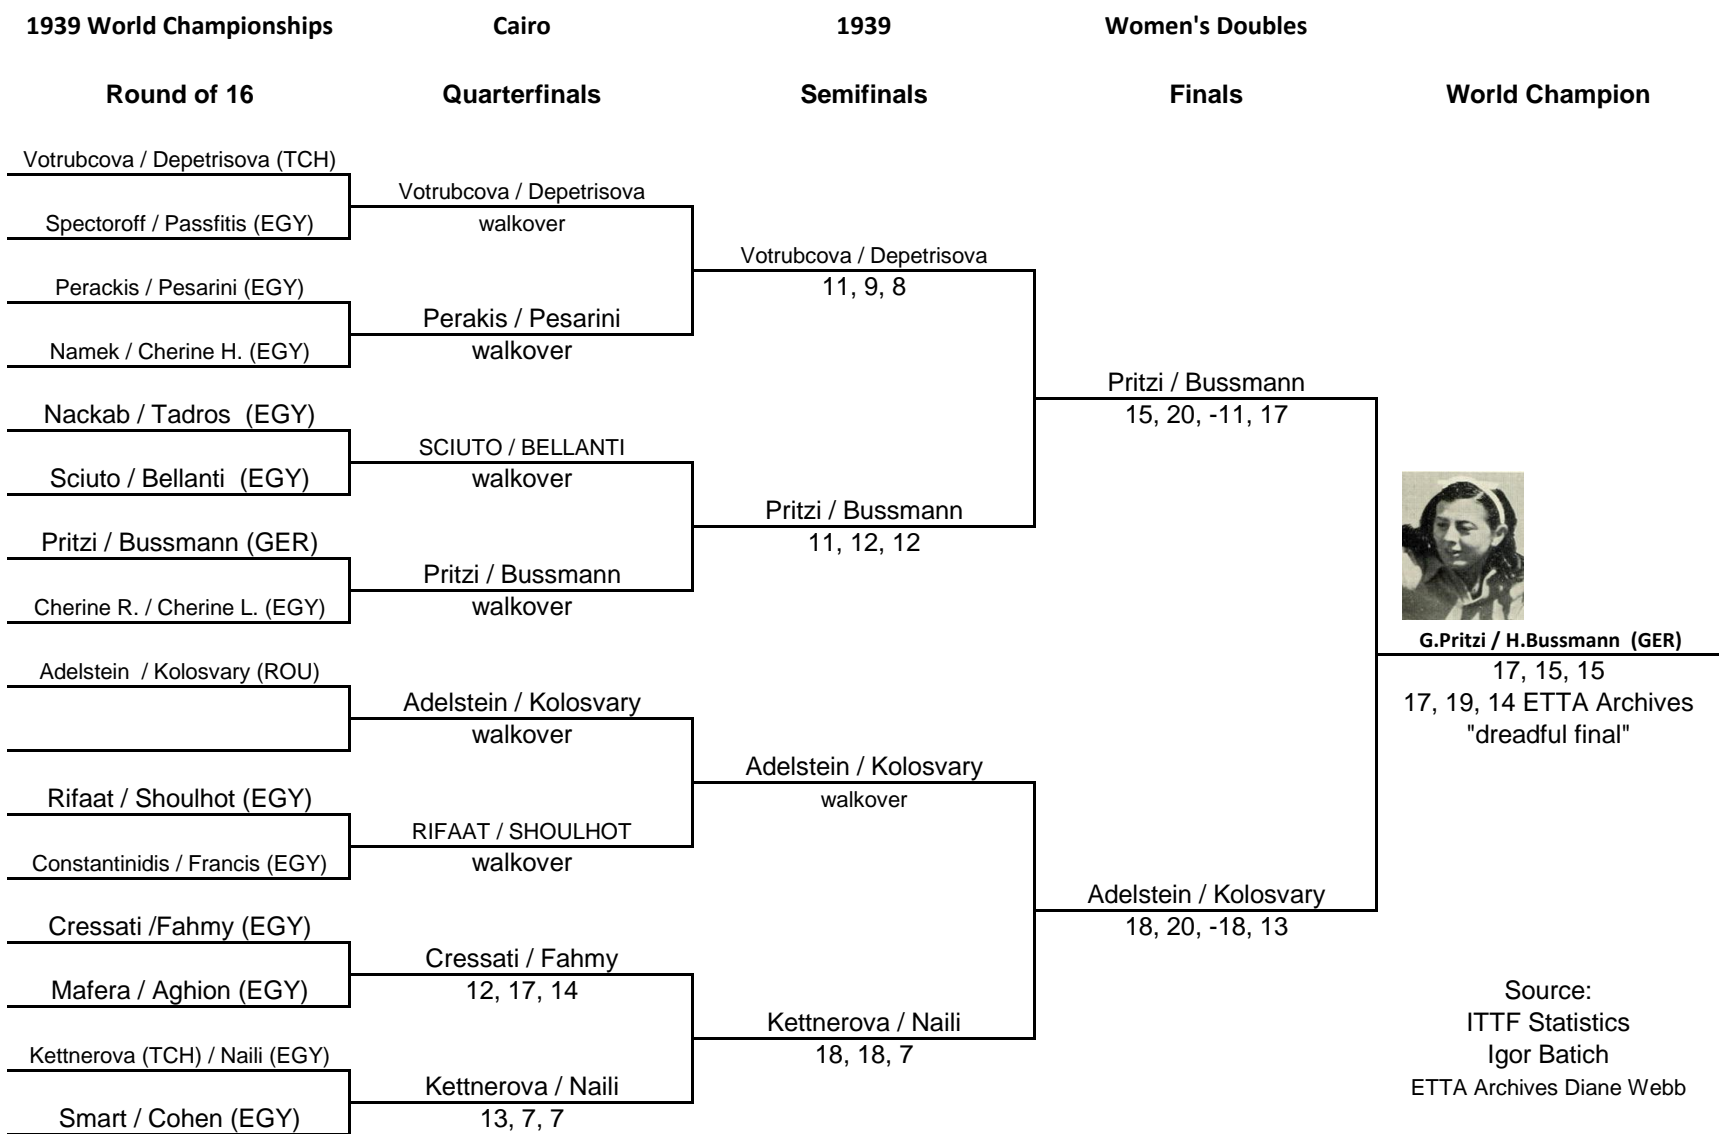 1939 World Championships Cairo 1939 Women's Doubles
Round of 16 Quarterfinals Semifinals Finals World Champion
Votrubcova / Depetrisova (TCH)
Spectoroff / Passfitis (EGY)
Perackis / Pesarini (EGY)
Namek / Cherine H. (EGY)
Nackab / Tadros (EGY)
Sciuto / Bellanti (EGY)
Pritzi / Bussmann (GER)
Cherine R. / Cherine L. (EGY)
Adelstein / Kolosvary (ROU)
Rifaat / Shoulhot (EGY)
Constantinidis / Francis (EGY)
Cressati /Fahmy (EGY)
Mafera / Aghion (EGY)
Kettnerova (TCH) / Naili (EGY)
Smart / Cohen (EGY)
Votrubcova / Depetrisova
walkover
Perakis / Pesarini
walkover
SCIUTO / BELLANTI
walkover
Pritzi / Bussmann
walkover
Adelstein / Kolosvary
walkover
RIFAAT / SHOULHOT
walkover
Cressati / Fahmy
12, 17, 14
Kettnerova / Naili
13, 7, 7
Votrubcova / Depetrisova
11, 9, 8
Pritzi / Bussmann
11, 12, 12
Adelstein / Kolosvary
walkover
Kettnerova / Naili
18, 18, 7
Pritzi / Bussmann
15, 20, -11, 17
Adelstein / Kolosvary
18, 20, -18, 13
G.Pritzi / H.Bussmann (GER)
17, 15, 15
17, 19, 14 ETTA Archives
"dreadful final"
Source:
ITTF Statistics
Igor Batich
ETTA Archives Diane Webb